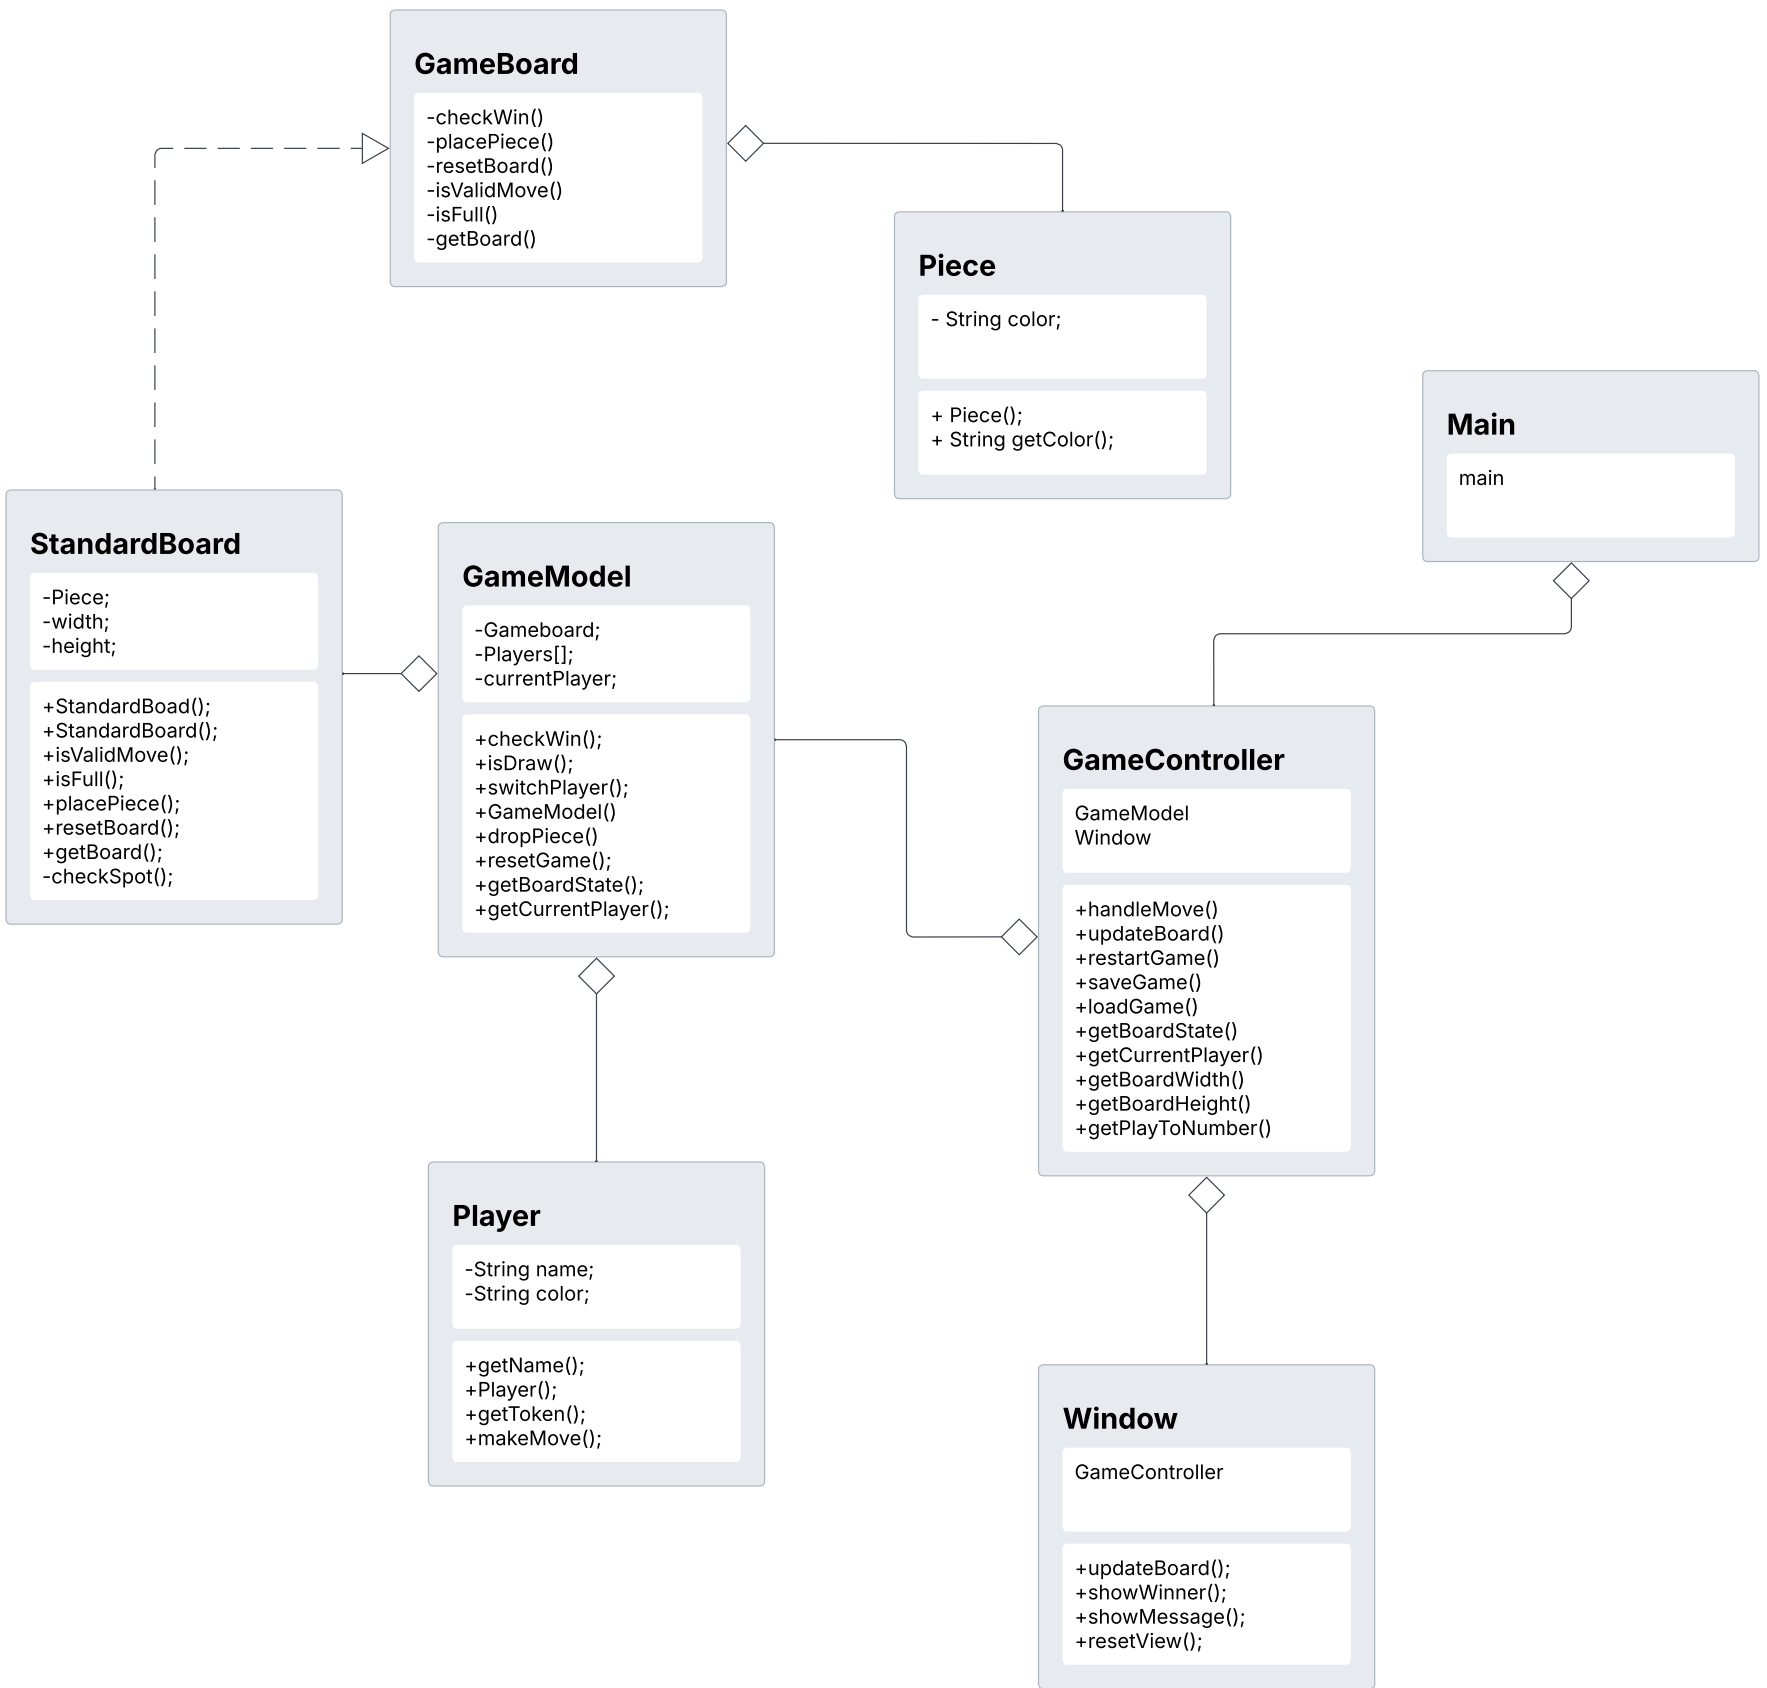 GameBoard
-checkWin()
-placePiece()
-resetBoard()
-isValidMove()
-isFull()
-getBoard()
Piece
- String color;
+ Piece();
+ String getColor();
Main
main
StandardBoard
-Piece;
-width;
-height;
+StandardBoad();
+StandardBoard();
+isValidMove();
+isFull();
+placePiece();
+resetBoard();
+getBoard();
-checkSpot();
GameModel
-Gameboard;
-Players[];
-currentPlayer;
+checkWin();
+isDraw();
+switchPlayer();
+GameModel()
+dropPiece()
+resetGame();
+getBoardState();
+getCurrentPlayer();
GameController
GameModel
Window
+handleMove()
+updateBoard()
+restartGame()
+saveGame()
+loadGame()
+getBoardState()
+getCurrentPlayer()
+getBoardWidth()
+getBoardHeight()
+getPlayToNumber()
Player
-String name;
-String color;
+getName();
+Player();
+getToken();
+makeMove();
Window
GameController
+updateBoard();
+showWinner();
+showMessage();
+resetView();